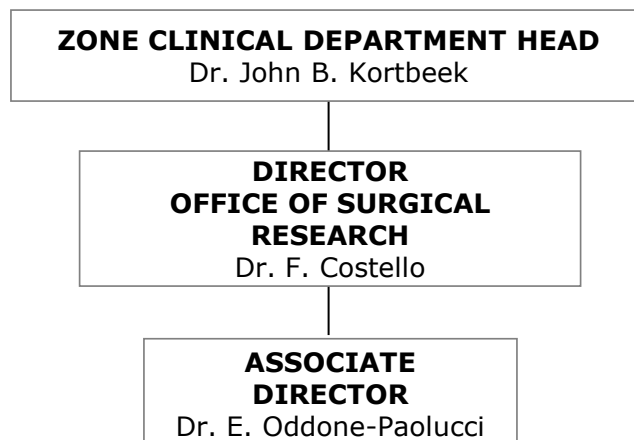 ZONE CLINICAL DEPARTMENT HEAD
Dr. John B. Kortbeek
DIRECTOR
OFFICE OF SURGICAL
RESEARCH
Dr. F. Costello
ASSOCIATE
DIRECTOR
Dr. E. Oddone-Paolucci